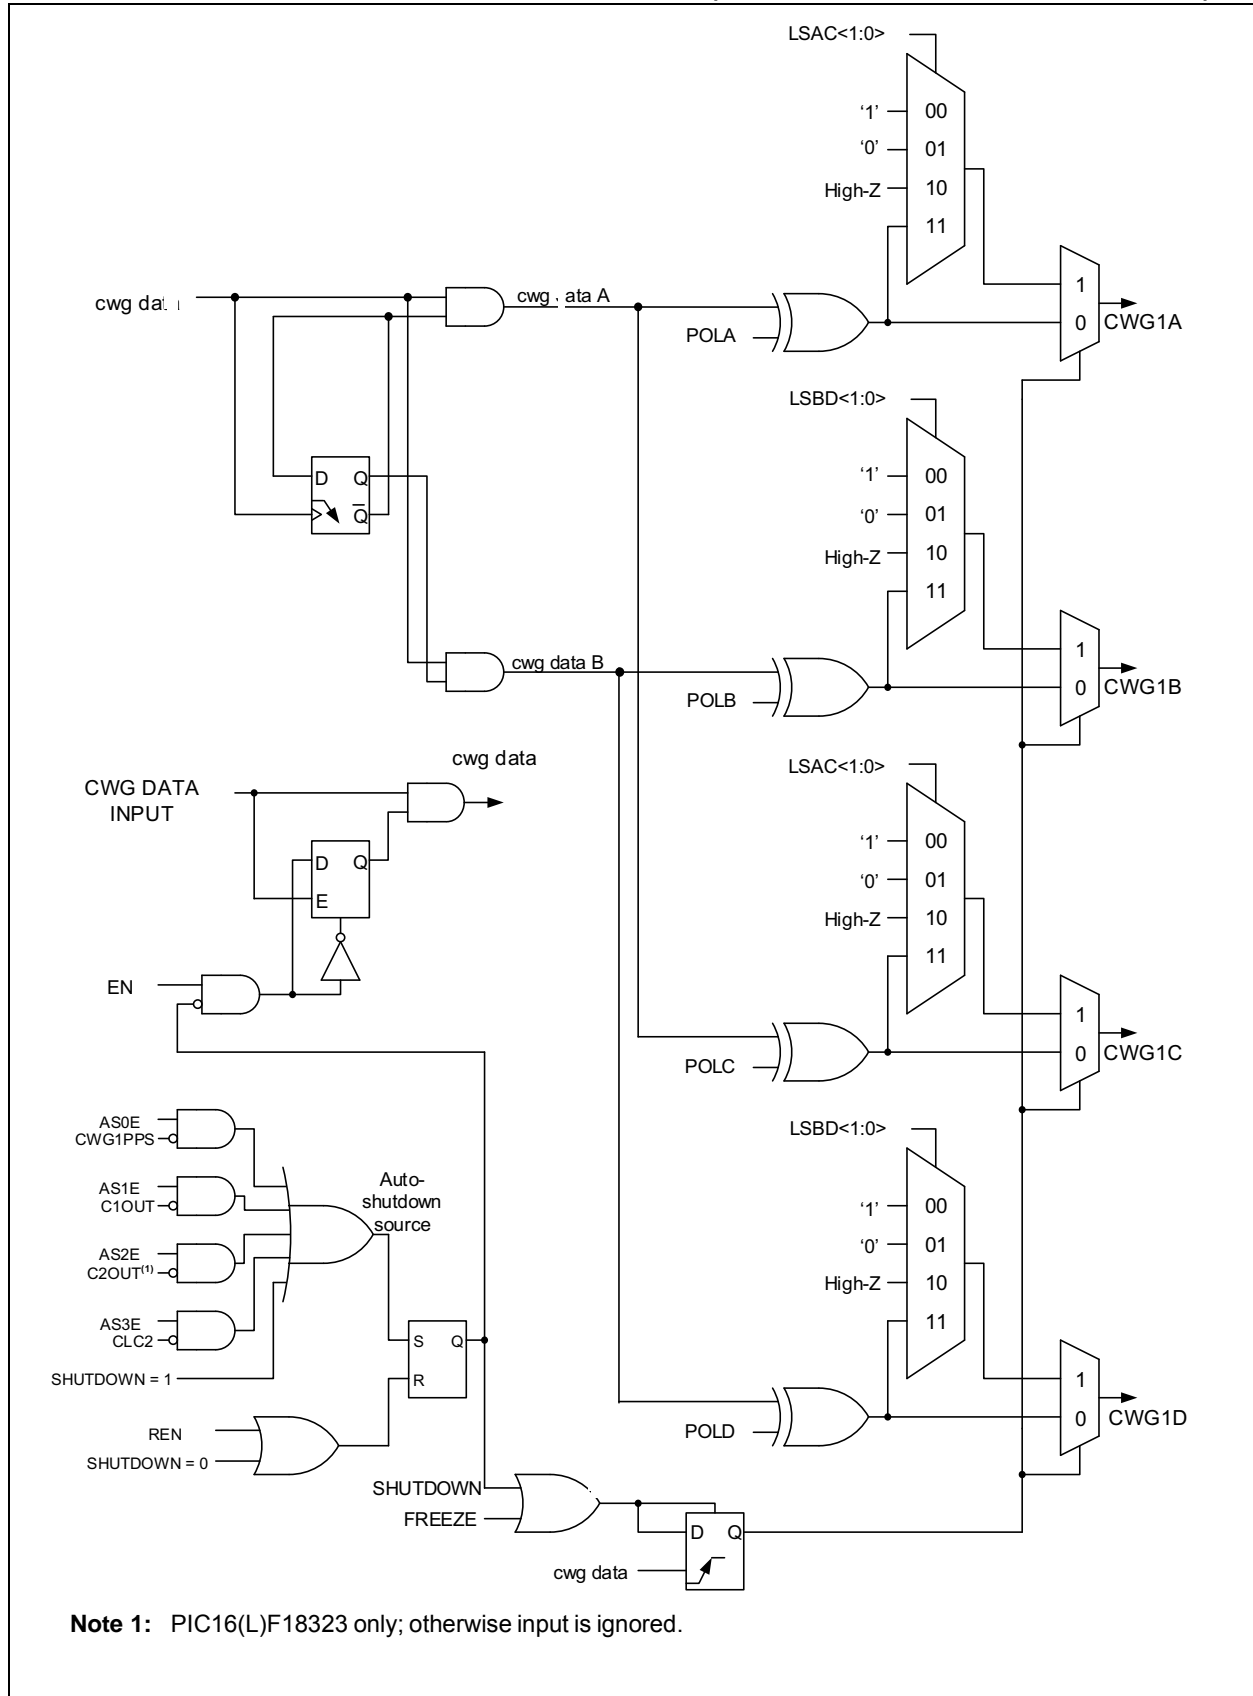 LSAC<1:0>
'1' 00
'0' 01
High-Z 10
11
1
0
CWG1A
cwg
cwg ata A
POLA
LSBD<1:0>
'1' 00
'0' 01
High-Z 10
11
D Q
Q
1
0
CWG1B
cwg data B
POLB
cwg data
CWG DATA
INPUT
D Q
E
EN
LSAC<1:0>
'1' 00
'0' 01
High-Z 10
11
1
0
CWG1C
POLC
AS0E
CWG1PPS
AS1E
C1OUT
AS2E
C2OUT(1)
AS3E
CLC2
SHUTDOWN = 1
Auto-
shutdown
source
S Q
R
REN
SHUTDOWN = 0
LSBD<1:0>
'1' 00
'0' 01
High-Z 10
11
1
0
CWG1D
POLD
SHUTDOWN
FREEZE
D Q
cwg data
Note 1: PIC16(L)F18323 only; otherwise input is ignored.